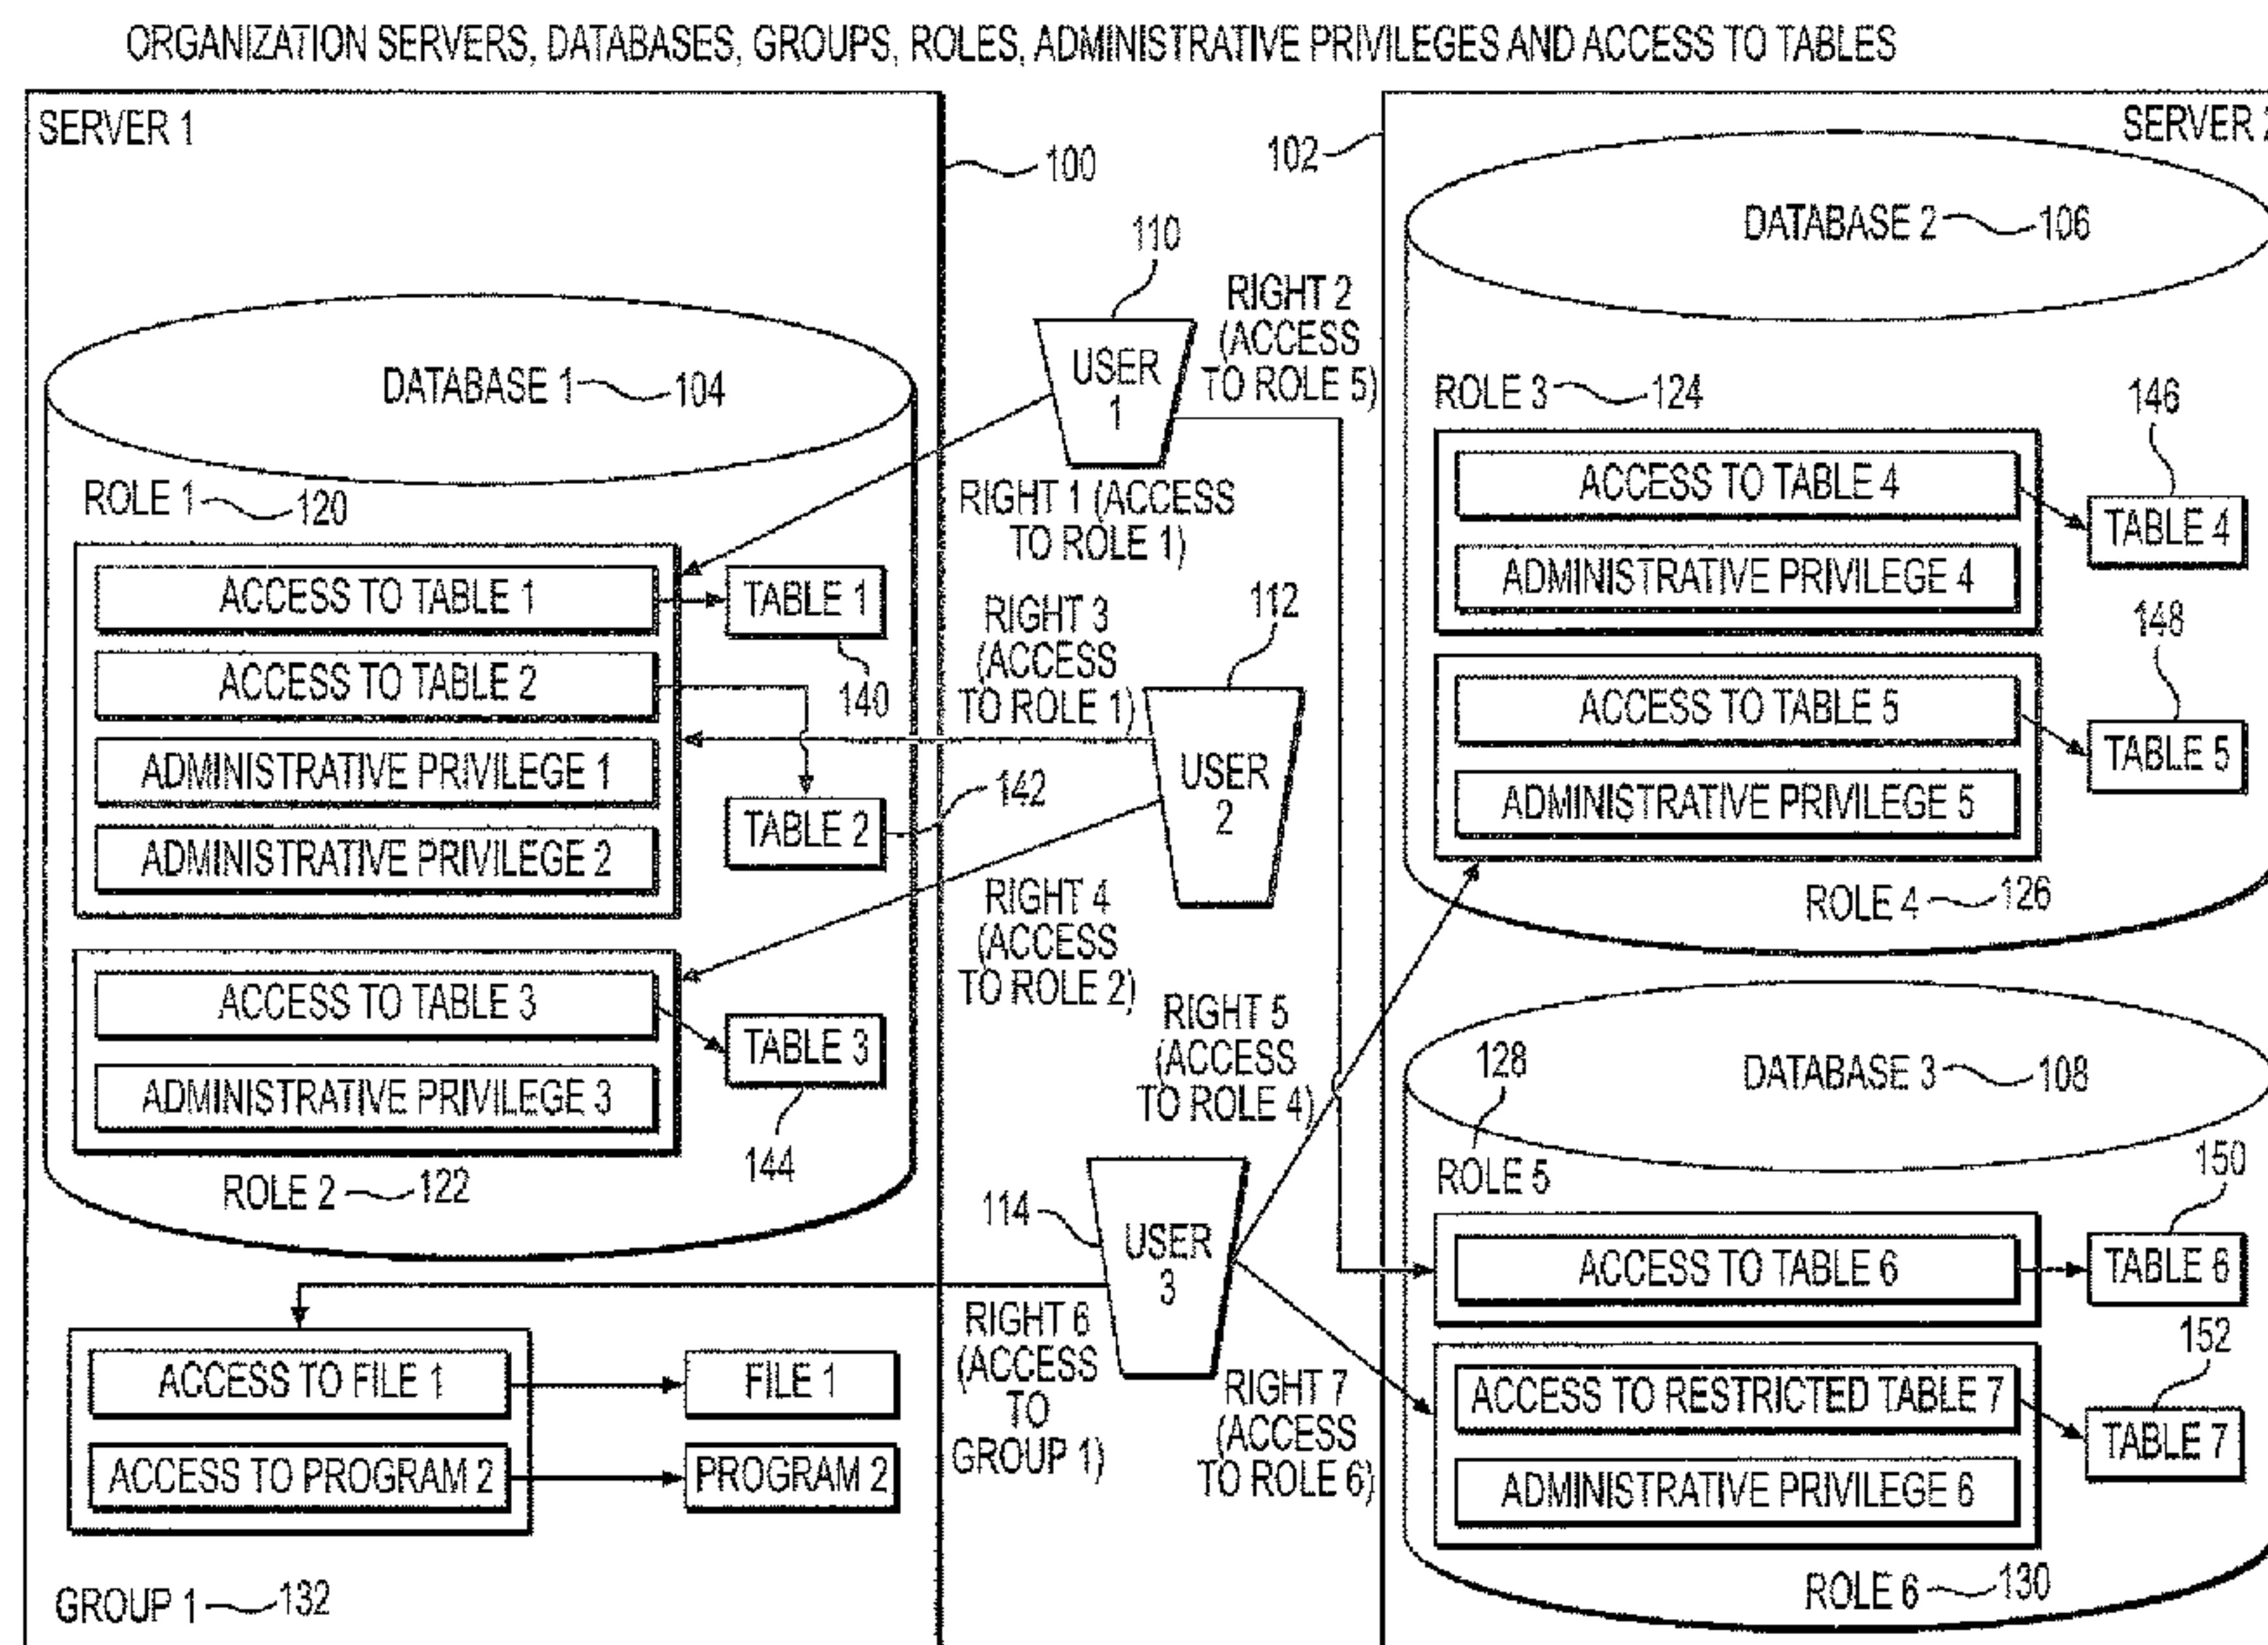 ORGANIZATION SERVERS, DATABASES, GROUPS, ROLES, ADMINISTRATIVE PRIVILEGES AND ACCESS TO TABLES
SERVER 1
100
DATABASE 1
104
ROLE 1
120
ACCESS TO TABLE 1
TABLE 1
140
ACCESS TO TABLE 2
ADMINISTRATIVE PRIVILEGE 1
ADMINISTRATIVE PRIVILEGE 2
TABLE 2
142
ACCESS TO TABLE 3
TABLE 3
144
ADMINISTRATIVE PRIVILEGE 3
ROLE 2
122
ACCESS TO FILE 1
FILE 1
ACCESS TO PROGRAM 2
PROGRAM 2
GROUP 1
132
110
USER
1
RIGHT 2
(ACCESS
TO ROLE 5)
RIGHT 1 (ACCESS
TO ROLE 1)
RIGHT 3
(ACCESS
TO ROLE 1)
112
USER
2
RIGHT 4
(ACCESS
TO ROLE 2)
RIGHT 5
(ACCESS
TO ROLE 4)
114
USER
3
RIGHT 6
(ACCESS
TO
GROUP 1)
RIGHT 7
(ACCESS
TO ROLE 6)
102
SERVER 2
DATABASE 2
106
ROLE 3
124
ACCESS TO TABLE 4
ADMINISTRATIVE PRIVILEGE 4
146
TABLE 4
ACCESS TO TABLE 5
ADMINISTRATIVE PRIVILEGE 5
148
TABLE 5
ROLE 4
126
DATABASE 3
108
128
ROLE 5
ACCESS TO TABLE 6
150
TABLE 6
ACCESS TO RESTRICTED TABLE 7
152
TABLE 7
ADMINISTRATIVE PRIVILEGE 6
ROLE 6
130